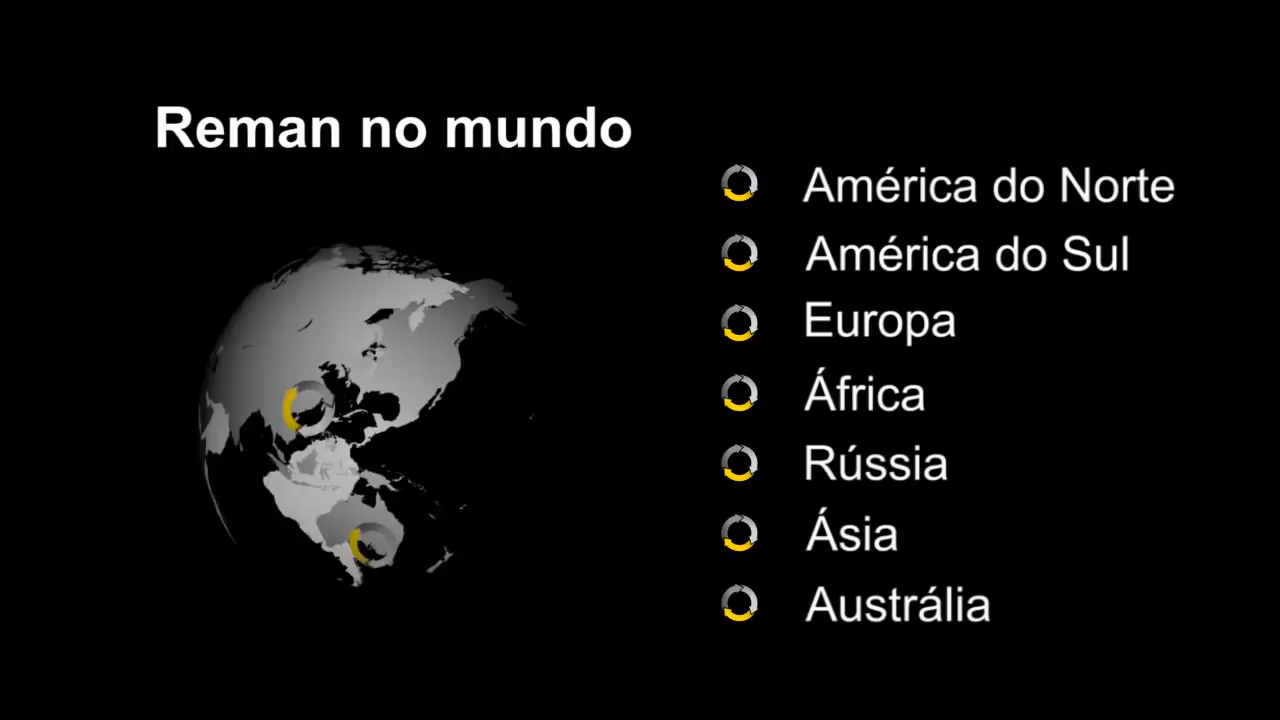 Reman no mundo
América do Norte
América do Sul
Europa
África
Rússia
Ásia
Austrália